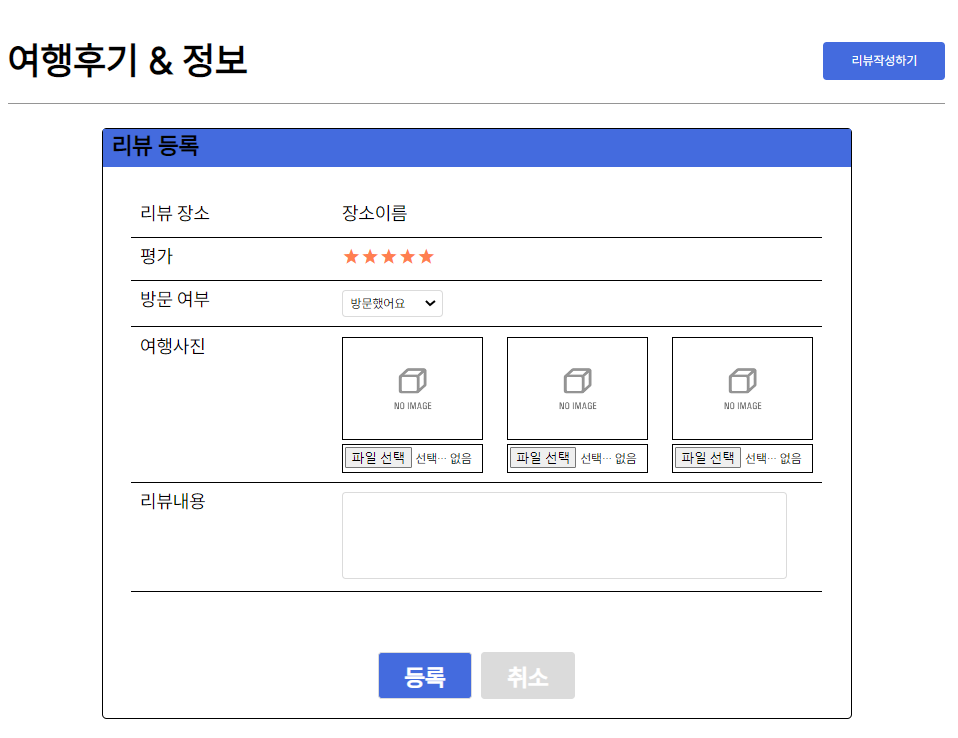 여행후기 & 정보
리뷰작성하기
리뷰 등록
리뷰 장소 장소이름
평가 ★★★★★
방문 여부 방문했어요
여행사진
NO IMAGE NO IMAGE NO IMAGE
파일 선택 선택… 없음 파일 선택 선택… 없음 파일 선택 선택… 없음
리뷰내용
등록 취소